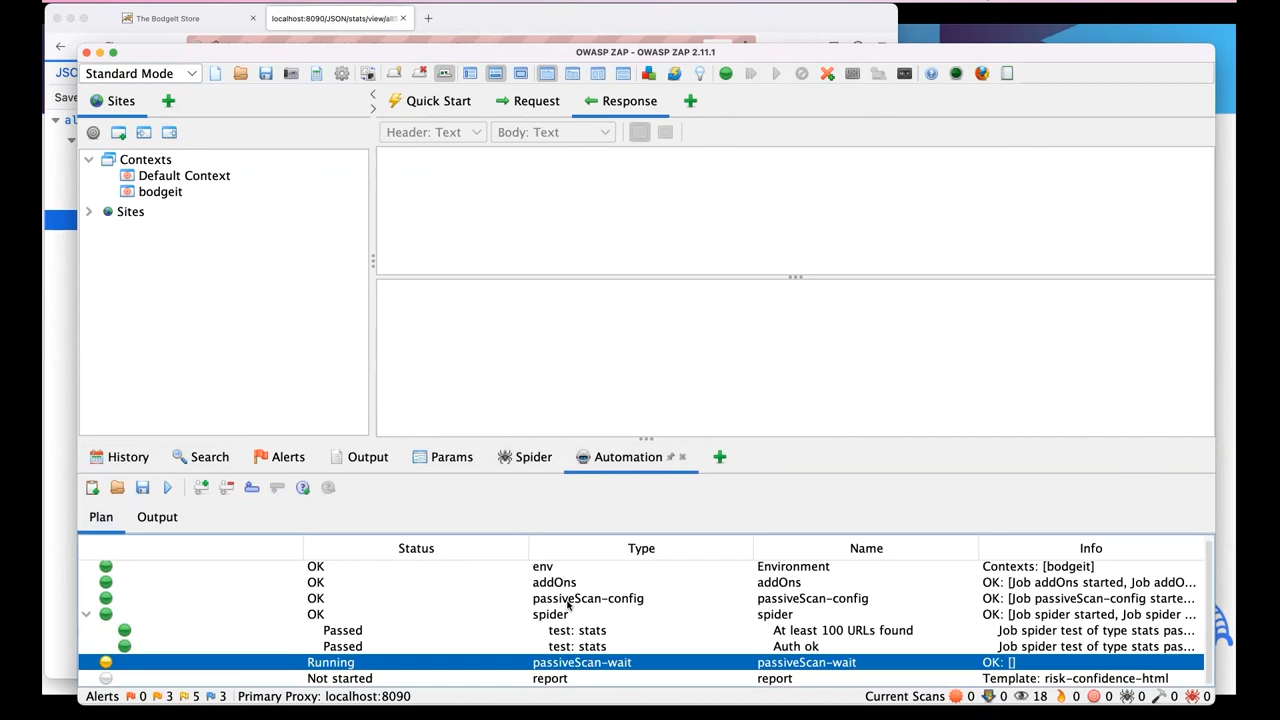 The BodgeIt Store
localhost:8090/JSON/stats/view/all
OWASP ZAP - OWASP ZAP 2.11.1
JSO
Save
al
Standard Mode
Sites
Quick Start
Request
Response
Header: Text
Body: Text
Contexts
Default Context
bodgeit
Sites
History
Search
Alerts
Output
Params
Spider
Automation
Plan
Output
Status Type Name Info
OK env Environment Contexts: [bodgeit]
OK addOns addOns OK: [Job addOns started, Job addO...
OK passiveScan-config passiveScan-config OK: [Job passiveScan-config starte...
OK spider spider OK: [Job spider started, Job spider ...
Passed test: stats At least 100 URLs found Job spider test of type stats pas...
Passed test: stats Auth ok Job spider test of type stats pas...
Running passiveScan-wait passiveScan-wait OK: []
Not started report report Template: risk-confidence-html
Alerts 0 3 5 3 Primary Proxy: localhost:8090 Current Scans 0 0 18 0 0 0 0 0